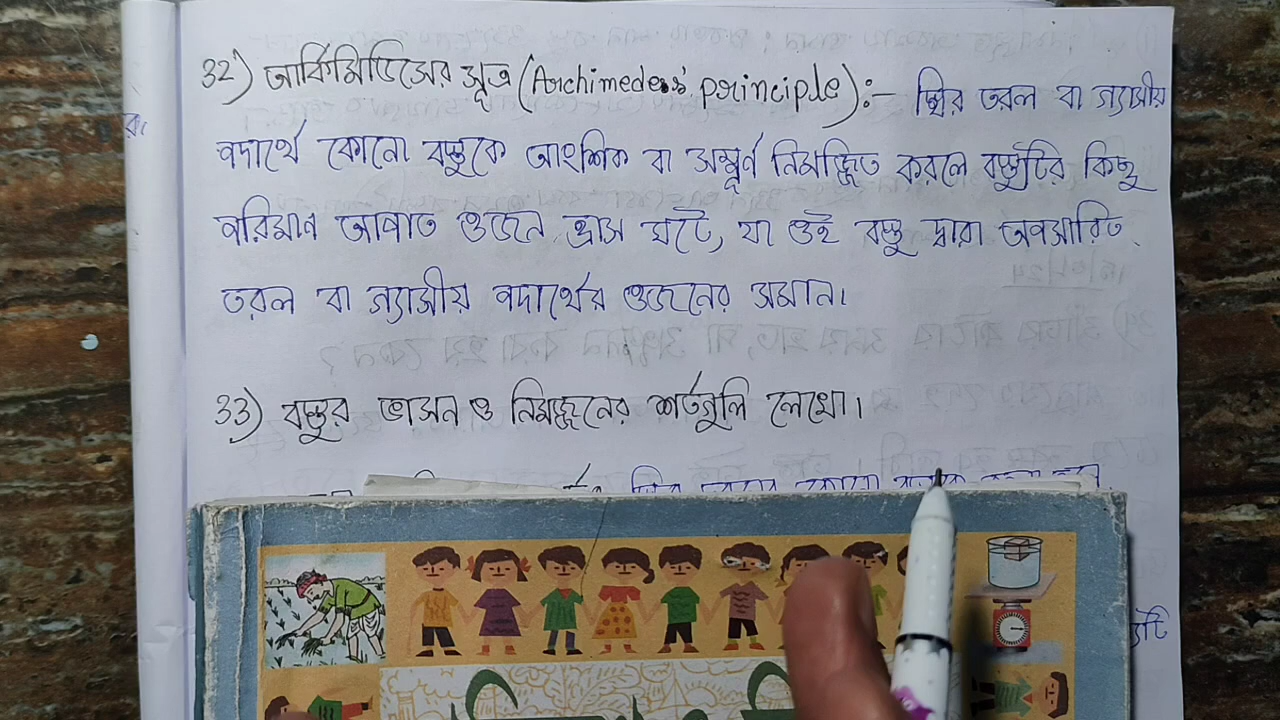 32) আর্কিমিডিসের সূত্র (Archimedes' principle):- স্থির তরল বা গ্যাসীয়
পদার্থে কোনো বস্তুকে আংশিক বা সম্পূর্ণ নিমজ্জিত করলে বস্তুটির কিছু
পরিমান আপাত ওজনে হ্রাস ঘটে, যা ওই বস্তু দ্বারা অপসারিত
তরল বা গ্যাসীয় পদার্থের ওজনের সমান।
33) বস্তুর ভাসন ও নিমজ্জনের শর্তগুলি লেখো।